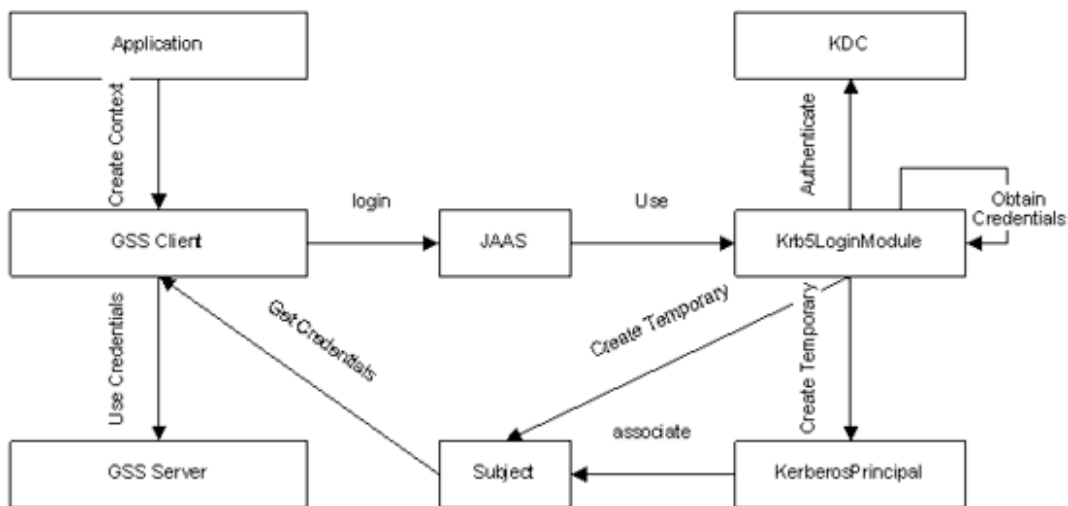 Application
KDC
Create Context
Authenticate
login
Use
Obtain
Credentials
GSS Client
JAAS
Krb5LoginModule
Get Credentials
Create Temporary
Use Credentials
Create Temporary
associate
GSS Server
Subject
KerberosPrincipal